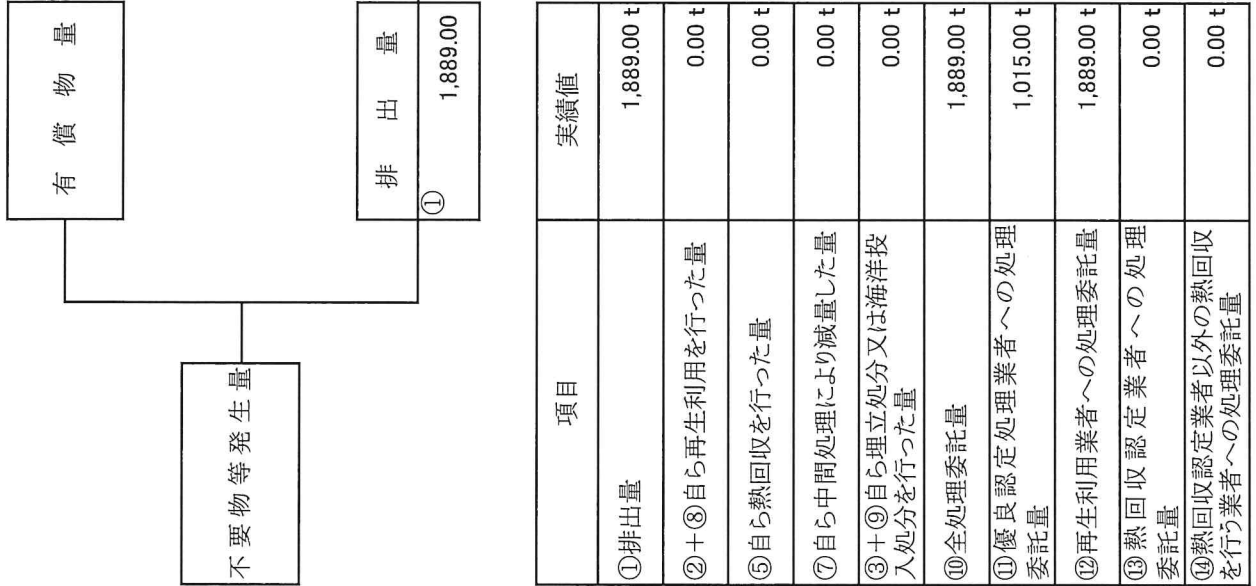 不要物等発生量
有償物量
排出量
① 1,889.00
項目 実績値
①排出量 1,889.00 t
②+⑧自ら再生利用を行った量 0.00 t
⑤自ら熱回収を行った量 0.00 t
⑦自ら中間処理により減量した量 0.00 t
③+⑨自ら埋立処分又は海洋投 0.00 t
入処分を行った量
⑩全処理委託量 1,889.00 t
⑪優良認定処理業者への処理 1,015.00 t
委託量
⑫再生利用業者への処理委託量 1,889.00 t
⑬熱回収認定業者への処理 0.00 t
委託量
⑭熱回収認定業者以外の熱回収 0.00 t
を行う業者への処理委託量